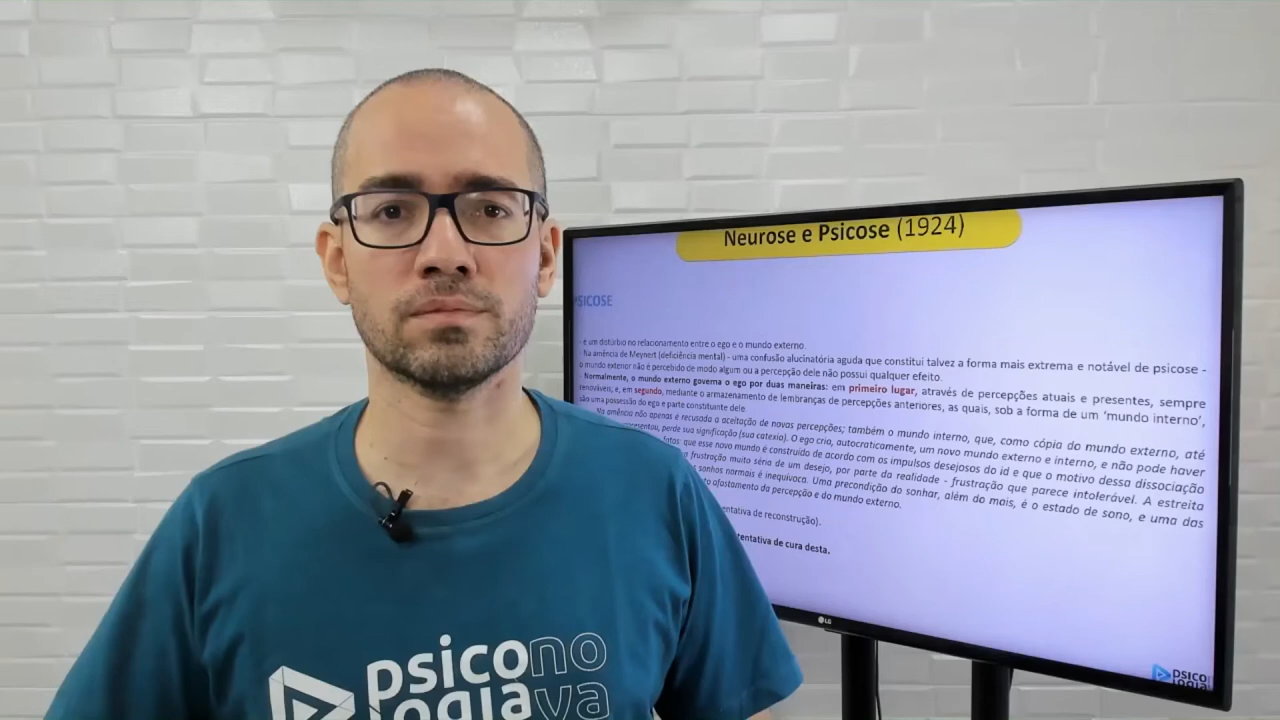 Neurose e Psicose (1924)
PSICOSE
- é um distúrbio no relacionamento entre o ego e o mundo externo.
Na amência de Meynert (deficiência mental) - uma confusão alucinatória aguda que constitui talvez a forma mais extrema e notável de psicose -
o mundo exterior não é percebido de modo algum ou a percepção dele não possui qualquer efeito.
Normalmente, o mundo externo governa o ego por duas maneiras: em primeiro lugar, através de percepções atuais e presentes, sempre
renováveis; e, em segundo, mediante o armazenamento de lembranças de percepções anteriores, as quais, sob a forma de um 'mundo interno',
são uma possessão do ego e parte constituinte dele.
Na amência não apenas é recusada a aceitação de novas percepções; também o mundo interno, que, como cópia do mundo externo, até
perde sua significação (sua catexia). O ego cria, autocraticamente, um novo mundo externo e interno, e não pode haver
fatos: que esse novo mundo é construído de acordo com os impulsos desejosos do id e que o motivo dessa dissociação
frustração muito séria de um desejo, por parte da realidade - frustração que parece intolerável. A estreita
sonhos normais é inequívoca. Uma precondição do sonhar, além do mais, é o estado de sono, e uma das
afastamento da percepção e do mundo externo.
tentativa de reconstrução).
tentativa de cura desta.
LG
psico
logia
psicono
logiava